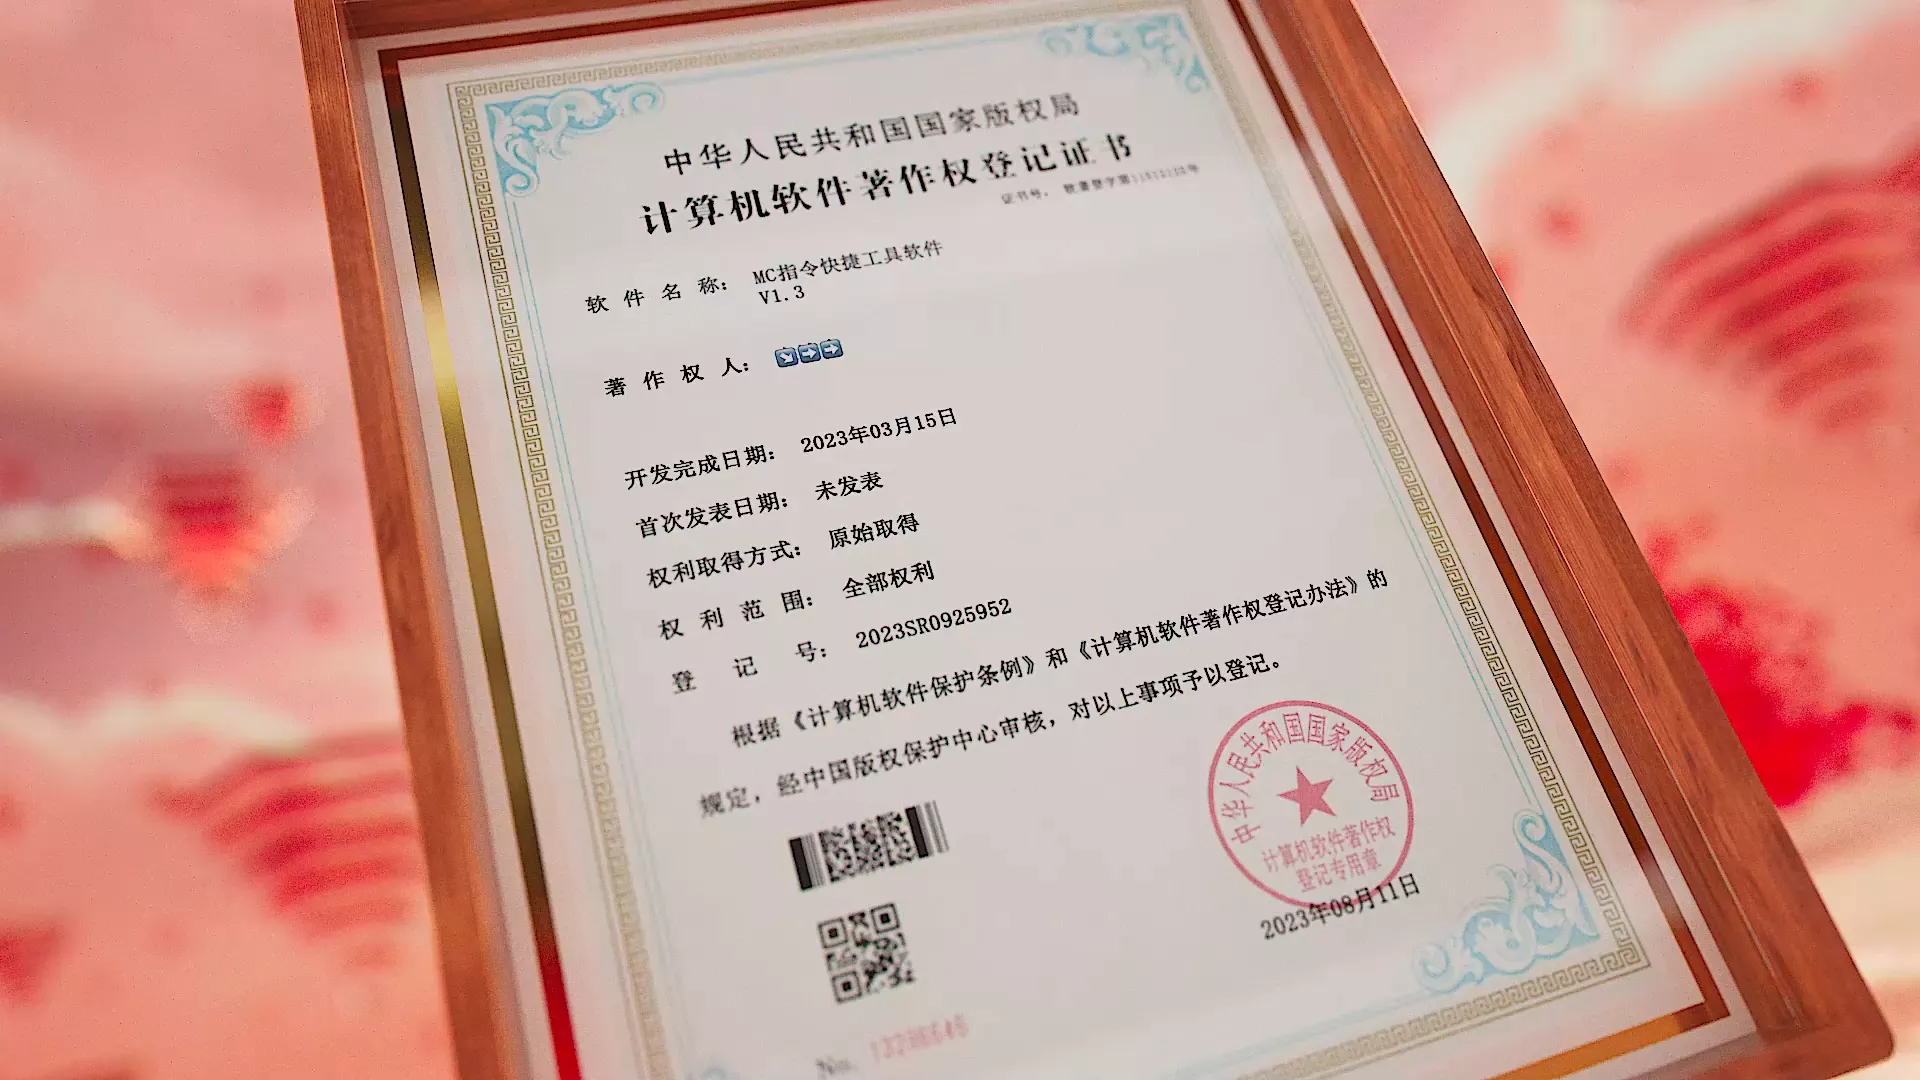 中华人民共和国国家版权局
计算机软件著作权登记证书
证书号： 软著登字第
软件名称： MC指令快捷工具软件
V1.3
著作权人： ↘️➡️➡️
开发完成日期： 2023年03月15日
首次发表日期： 未发表
权利取得方式： 原始取得
权利范围： 全部权利
登记号： 2023SR0925952
根据《计算机软件保护条例》和《计算机软件著作权登记办法》的
规定，经中国版权保护中心审核，对以上事项予以登记。
中华人民共和国国家版权局
计算机软件著作权
登记专用章
2023年08月11日
No.